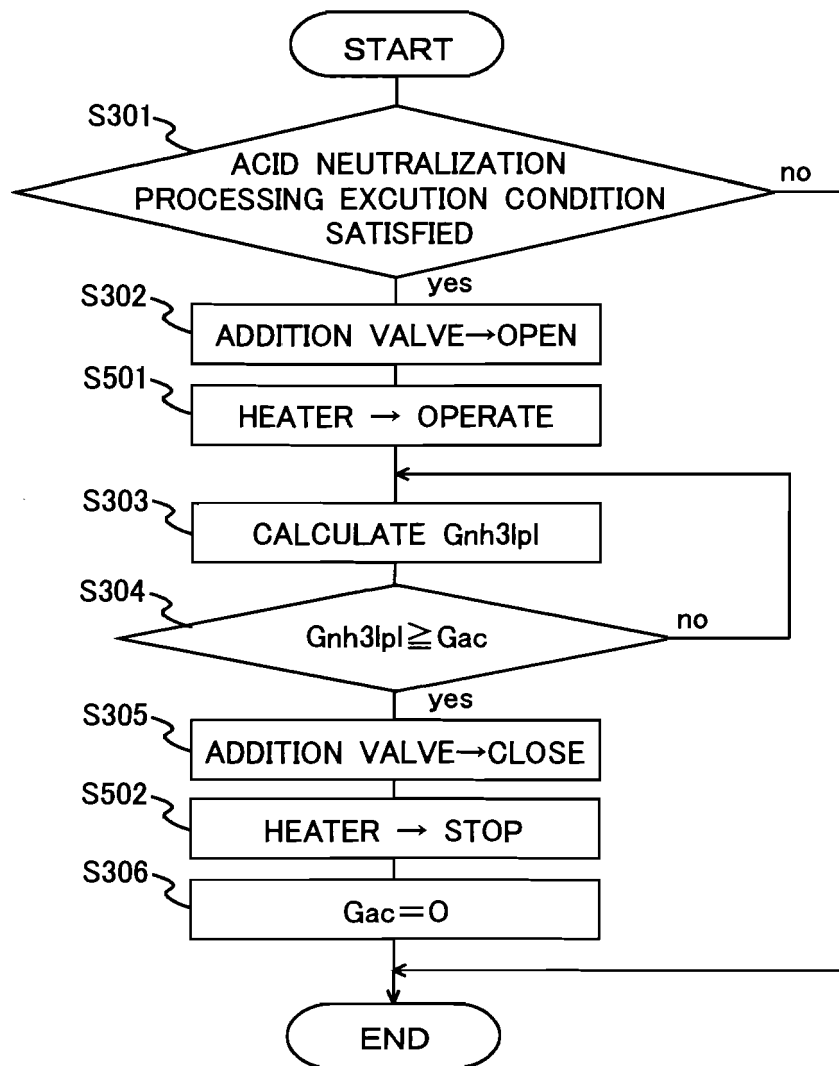 START
S301
ACID NEUTRALIZATION
PROCESSING EXCUTION CONDITION
SATISFIED
no
yes
S302
ADDITION VALVE→OPEN
S501
HEATER → OPERATE
S303
CALCULATE Gnh3lpl
S304
Gnh3lpl≧Gac
no
yes
S305
ADDITION VALVE→CLOSE
S502
HEATER → STOP
S306
Gac=0
END